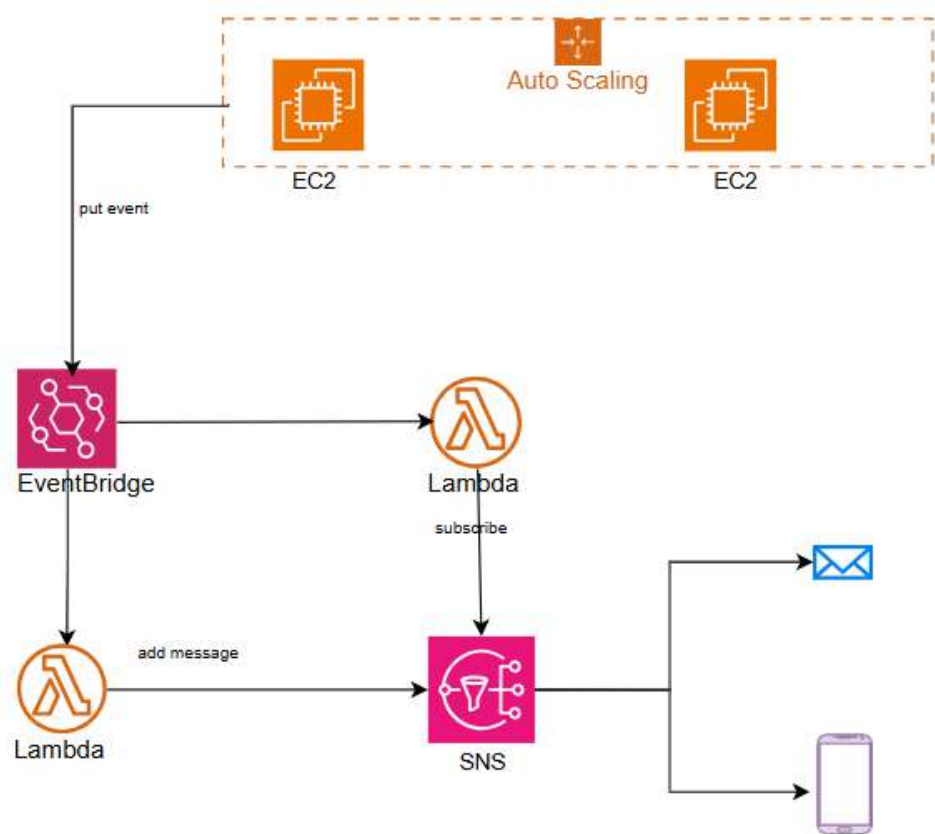 Auto Scaling
EC2
EC2
put event
EventBridge
Lambda
subscribe
add message
Lambda
SNS